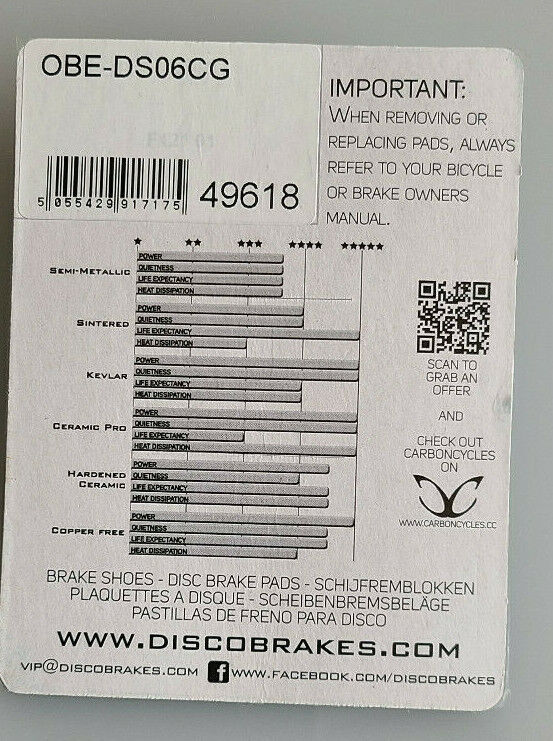 OBE-DS06CG
5 055429 917175
49618
IMPORTANT:
WHEN REMOVING OR
REPLACING PADS, ALWAYS
REFER TO YOUR BICYCLE
OR BRAKE OWNERS
MANUAL.
★ ★★ ★★★ ★★★★ ★★★★★
SEMI-METALLIC
POWER
QUIETNESS
LIFE EXPECTANCY
HEAT DISSIPATION
SINTERED
POWER
QUIETNESS
LIFE EXPECTANCY
HEAT DISSIPATION
KEVLAR
POWER
QUIETNESS
LIFE EXPECTANCY
HEAT DISSIPATION
CERAMIC PRO
POWER
QUIETNESS
LIFE EXPECTANCY
HEAT DISSIPATION
HARDENED
CERAMIC
POWER
QUIETNESS
LIFE EXPECTANCY
HEAT DISSIPATION
COPPER FREE
POWER
QUIETNESS
LIFE EXPECTANCY
HEAT DISSIPATION
SCAN TO
GRAB AN
OFFER
AND
CHECK OUT
CARBONCYCLES
ON
WWW.CARBONCYCLES.CC
BRAKE SHOES - DISC BRAKE PADS - SCHIJFREMBLOKKEN
PLAQUETTES A DISQUE - SCHEIBENBREMSBELÄGE
PASTILLAS DE FRENO PARA DISCO
WWW.DISCOBRAKES.COM
VIP@DISCOBRAKES.COM f WWW.FACEBOOK.COM/DISCOBRAKES